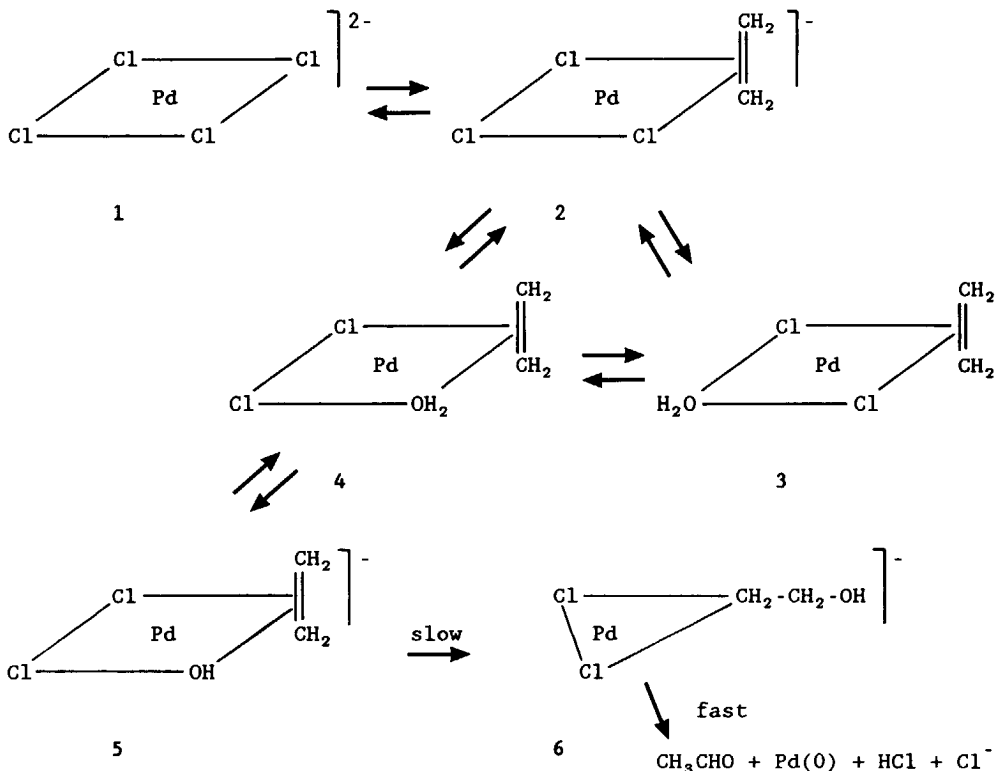 2-
-
Cl Cl
Pd
Cl Cl
CH₂
Cl
Pd
CH₂
Cl Cl
1
2
CH₂
Cl
Pd
CH₂
Cl OH₂
CH₂
Cl
Pd
CH₂
H₂O Cl
4
3
-
CH₂
Cl
Pd
CH₂
Cl OH
slow
-
Cl CH₂-CH₂-OH
Pd
Cl
fast
5
6
CH₃CHO + Pd(0) + HCl + Cl⁻